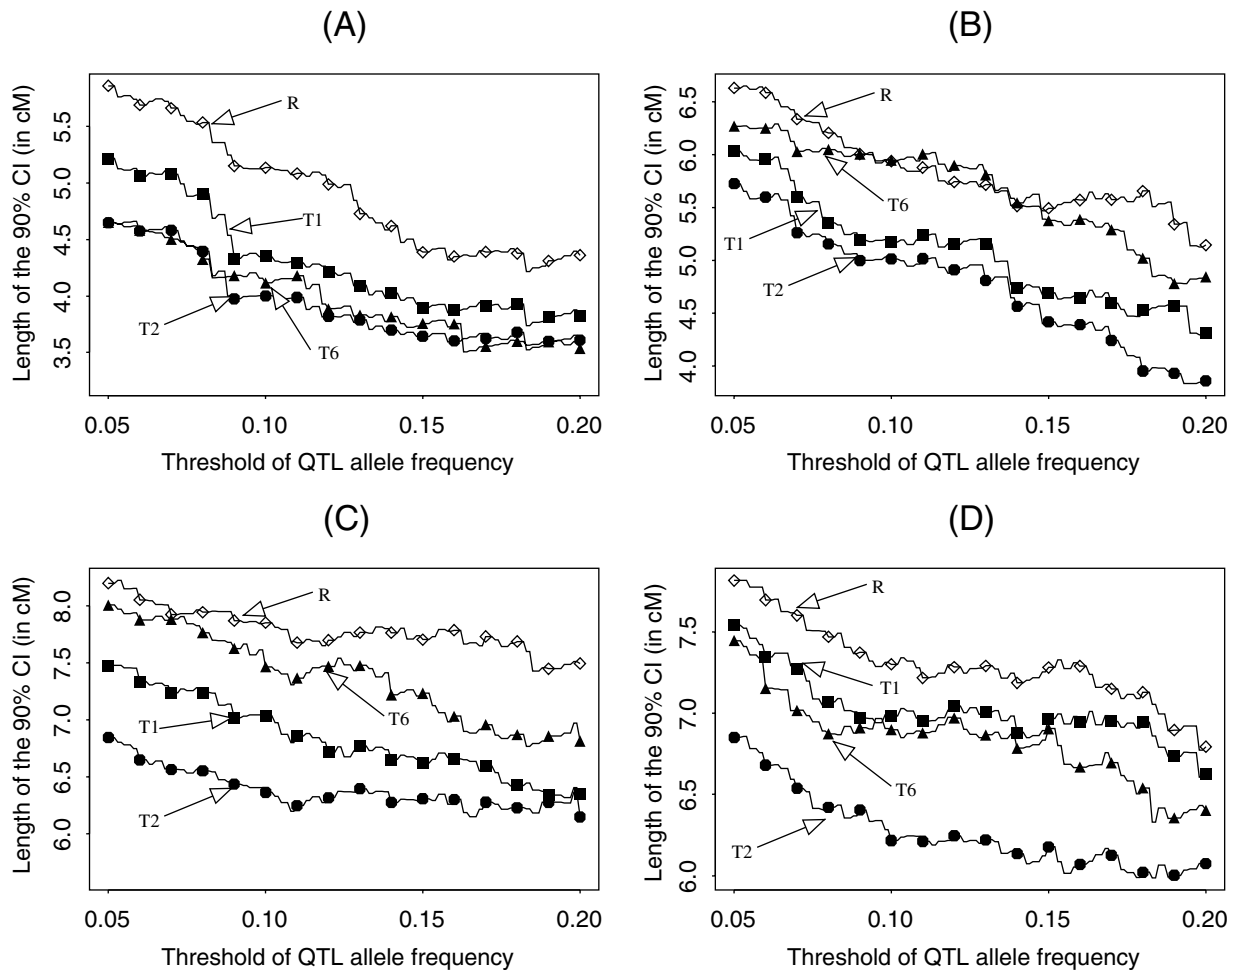 (A)
Length of the 90% CI (in cM)
5.5
5.0
4.5
4.0
3.5
R
T1
T2
T6
0.05 0.10 0.15 0.20
Threshold of QTL allele frequency
(B)
Length of the 90% CI (in cM)
6.5
6.0
5.5
5.0
4.5
4.0
R
T6
T1
T2
0.05 0.10 0.15 0.20
Threshold of QTL allele frequency
(C)
Length of the 90% CI (in cM)
8.0
7.5
7.0
6.5
6.0
R
T6
T1
T2
0.05 0.10 0.15 0.20
Threshold of QTL allele frequency
(D)
Length of the 90% CI (in cM)
7.5
7.0
6.5
6.0
R
T1
T6
T2
0.05 0.10 0.15 0.20
Threshold of QTL allele frequency